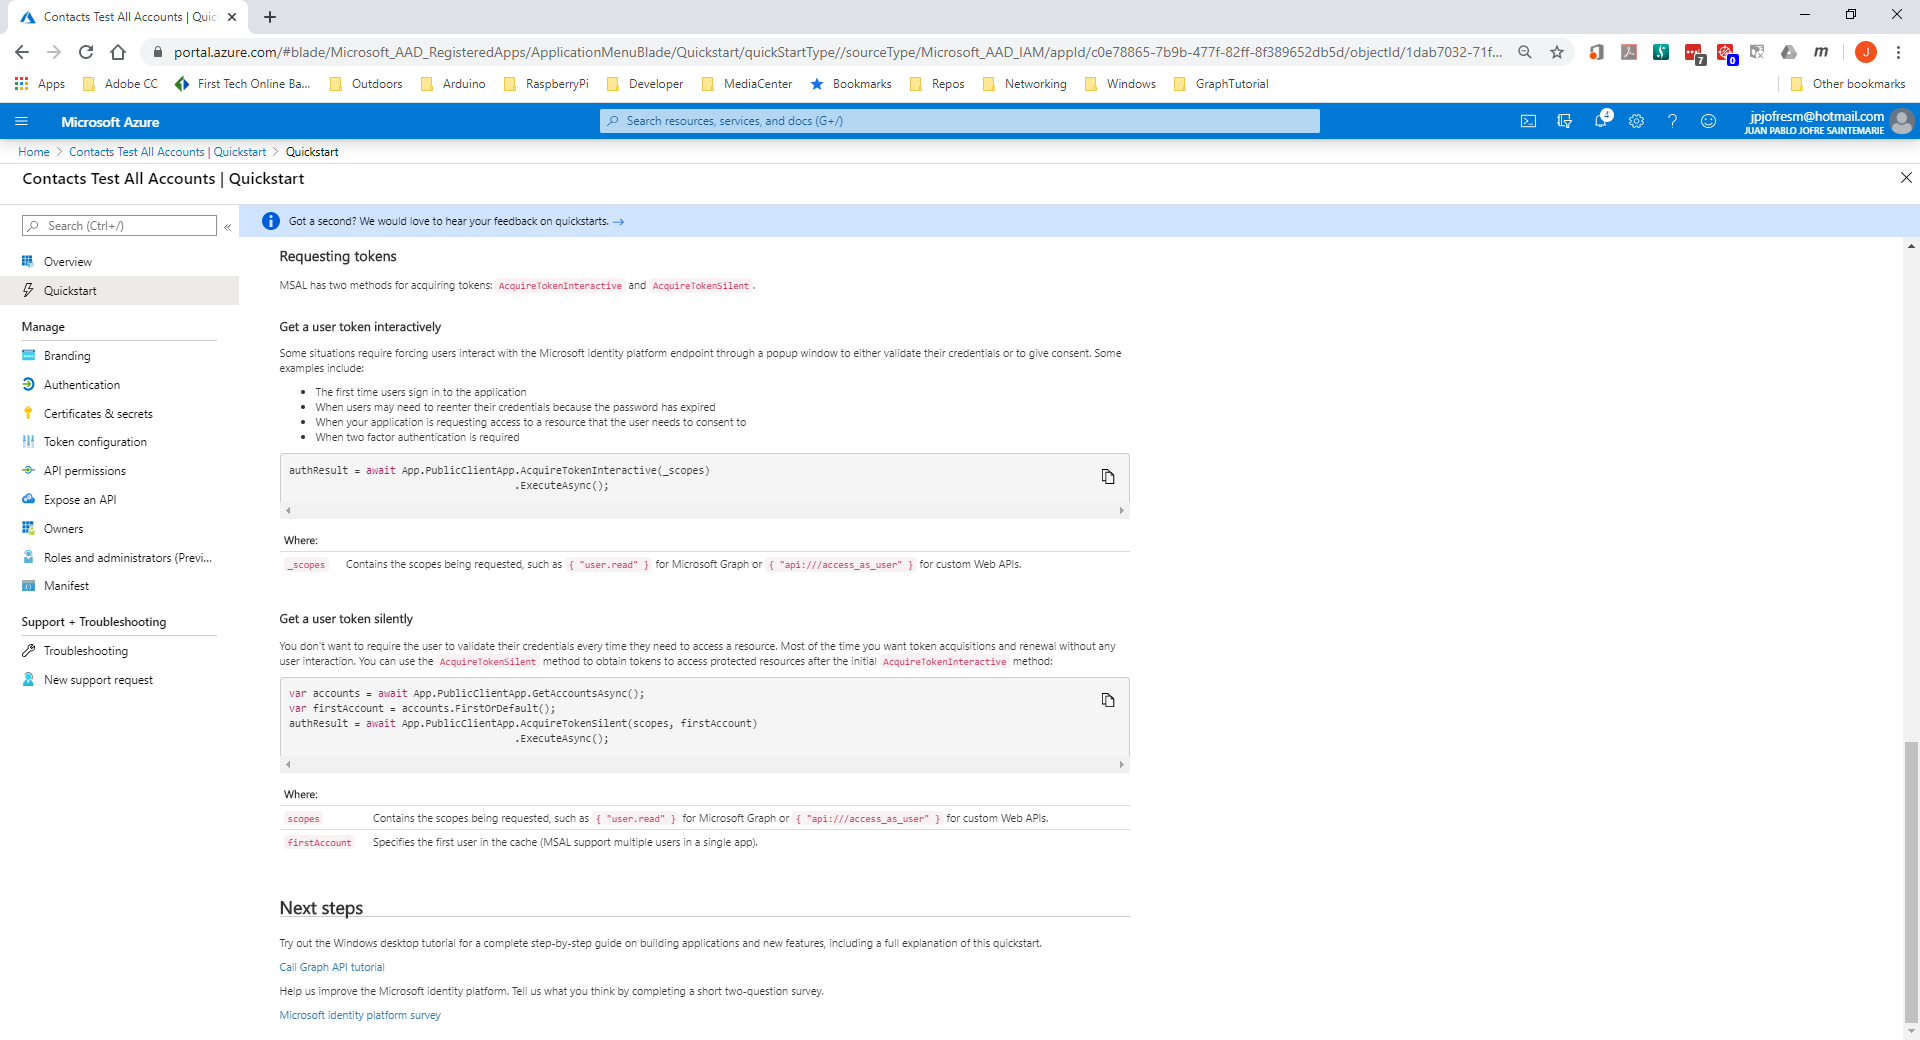 Contacts Test All Accounts | Quic
portal.azure.com/#blade/Microsoft_AAD_RegisteredApps/ApplicationMenuBlade/Quickstart/quickStartType//sourceType/Microsoft_AAD_IAM/appId/c0e78865-7b9b-477f-82ff-8f389652db5d/objectId/1dab7032-71f...
7
0
m
J
Apps
Adobe CC
First Tech Online Ba...
Outdoors
Arduino
RaspberryPi
Developer
MediaCenter
Bookmarks
Repos
Networking
Windows
GraphTutorial
Other bookmarks
Microsoft Azure
Search resources, services, and docs (G+/)
4
jpjofresm@hotmail.com
JUAN PABLO JOFRE SAINTEMARIE
Home > Contacts Test All Accounts | Quickstart > Quickstart
Contacts Test All Accounts | Quickstart
Search (Ctrl+/)
«
Overview
Quickstart
Manage
Branding
Authentication
Certificates & secrets
Token configuration
API permissions
Expose an API
Owners
Roles and administrators (Previ...
Manifest
Support + Troubleshooting
Troubleshooting
New support request
Got a second? We would love to hear your feedback on quickstarts. →
Requesting tokens
MSAL has two methods for acquiring tokens: AcquireTokenInteractive and AcquireTokenSilent.
Get a user token interactively
Some situations require forcing users interact with the Microsoft identity platform endpoint through a popup window to either validate their credentials or to give consent. Some
examples include:
• The first time users sign in to the application
• When users may need to reenter their credentials because the password has expired
• When your application is requesting access to a resource that the user needs to consent to
• When two factor authentication is required
authResult = await App.PublicClientApp.AcquireTokenInteractive(_scopes)
.ExecuteAsync();
Where:
_scopes Contains the scopes being requested, such as { "user.read" } for Microsoft Graph or { "api:///access_as_user" } for custom Web APIs.
Get a user token silently
You don't want to require the user to validate their credentials every time they need to access a resource. Most of the time you want token acquisitions and renewal without any
user interaction. You can use the AcquireTokenSilent method to obtain tokens to access protected resources after the initial AcquireTokenInteractive method:
var accounts = await App.PublicClientApp.GetAccountsAsync();
var firstAccount = accounts.FirstOrDefault();
authResult = await App.PublicClientApp.AcquireTokenSilent(scopes, firstAccount)
.ExecuteAsync();
Where:
scopes Contains the scopes being requested, such as { "user.read" } for Microsoft Graph or { "api:///access_as_user" } for custom Web APIs.
firstAccount Specifies the first user in the cache (MSAL support multiple users in a single app).
Next steps
Try out the Windows desktop tutorial for a complete step-by-step guide on building applications and new features, including a full explanation of this quickstart.
Call Graph API tutorial
Help us improve the Microsoft identity platform. Tell us what you think by completing a short two-question survey.
Microsoft identity platform survey